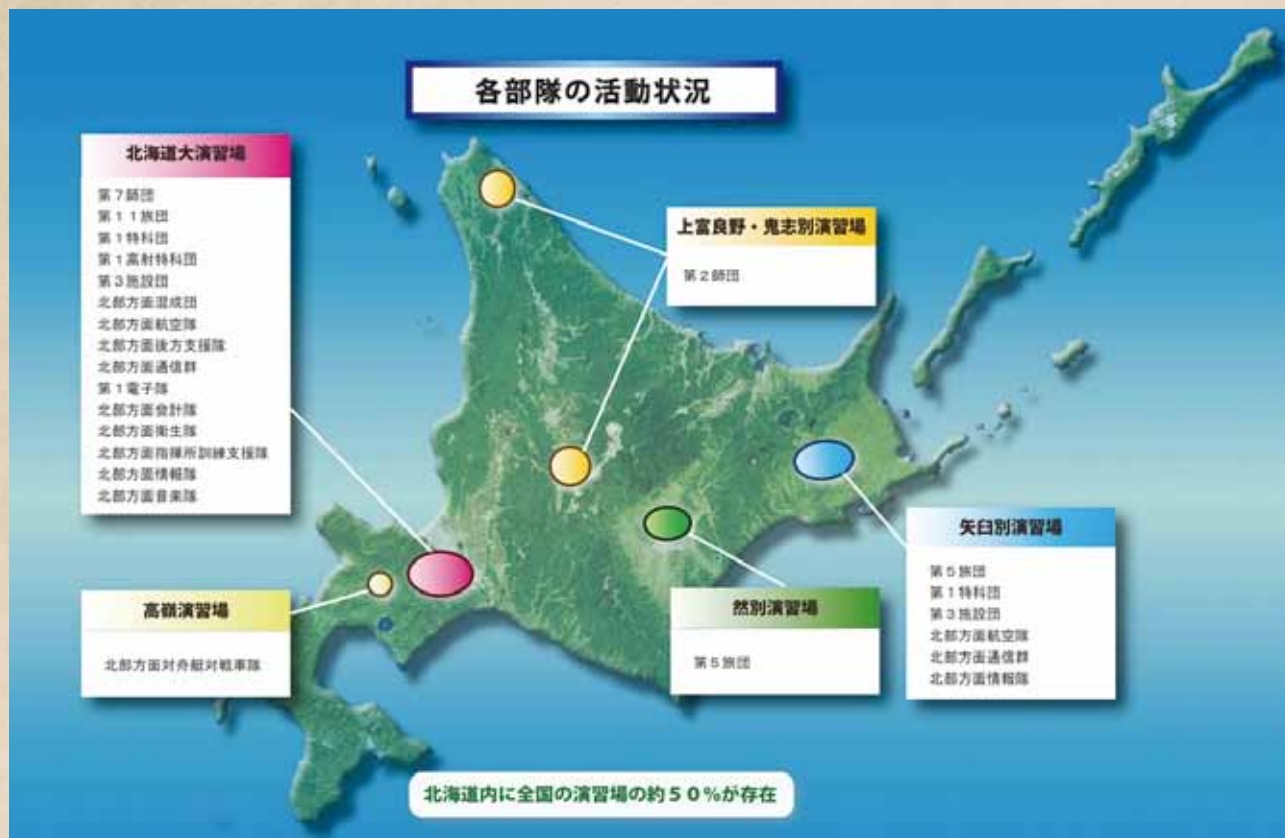 各部隊の活動状況
北海道大演習場
第７師団
第１１旅団
第１特科団
第１高射特科団
第３施設団
北部方面混成団
北部方面航空隊
北部方面後方支援隊
北部方面通信群
第１電子隊
北部方面会計隊
北部方面衛生隊
北部方面指揮所訓練支援隊
北部方面情報隊
北部方面音楽隊
上富良野・鬼志別演習場
第２師団
高嶺演習場
北部方面対舟艇対戦車隊
然別演習場
第５旅団
矢臼別演習場
第５旅団
第１特科団
第３施設団
北部方面航空隊
北部方面通信群
北部方面情報隊
北海道内に全国の演習場の約５０％が存在